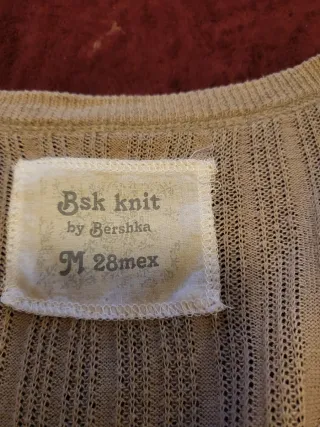 Bsk knit
by Bershka
M 28mex